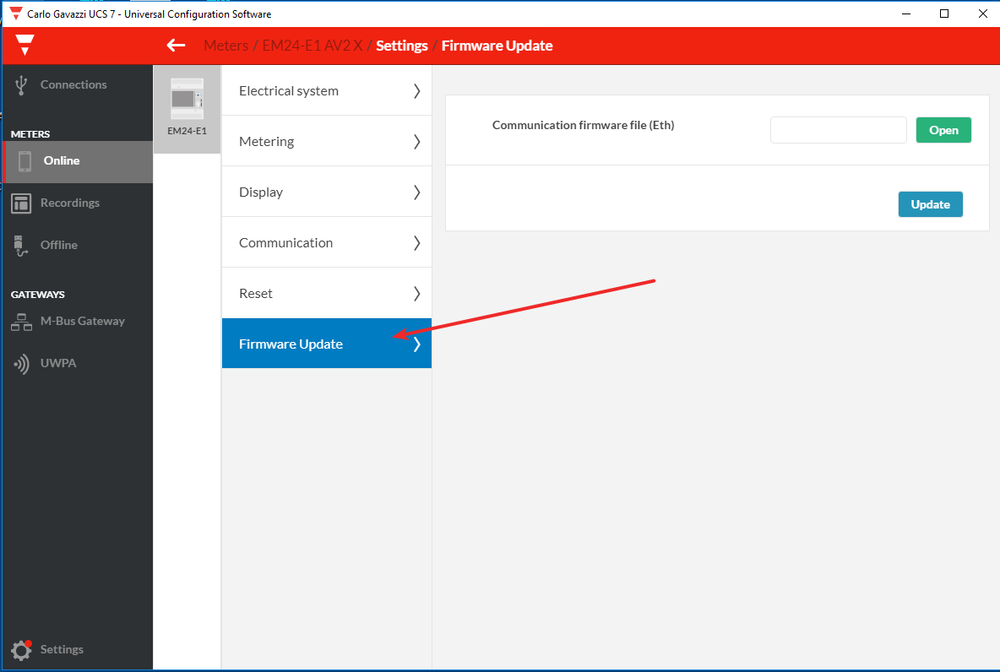 Carlo Gavazzi UCS 7 - Universal Configuration Software
Meters / EM24-E1 AV2 X / Settings / Firmware Update
Connections
METERS
Online
Recordings
Offline
GATEWAYS
M-Bus Gateway
UWPA
Settings
EM24-E1
Electrical system
Metering
Display
Communication
Reset
Firmware Update
Communication firmware file (Eth)
Open
Update